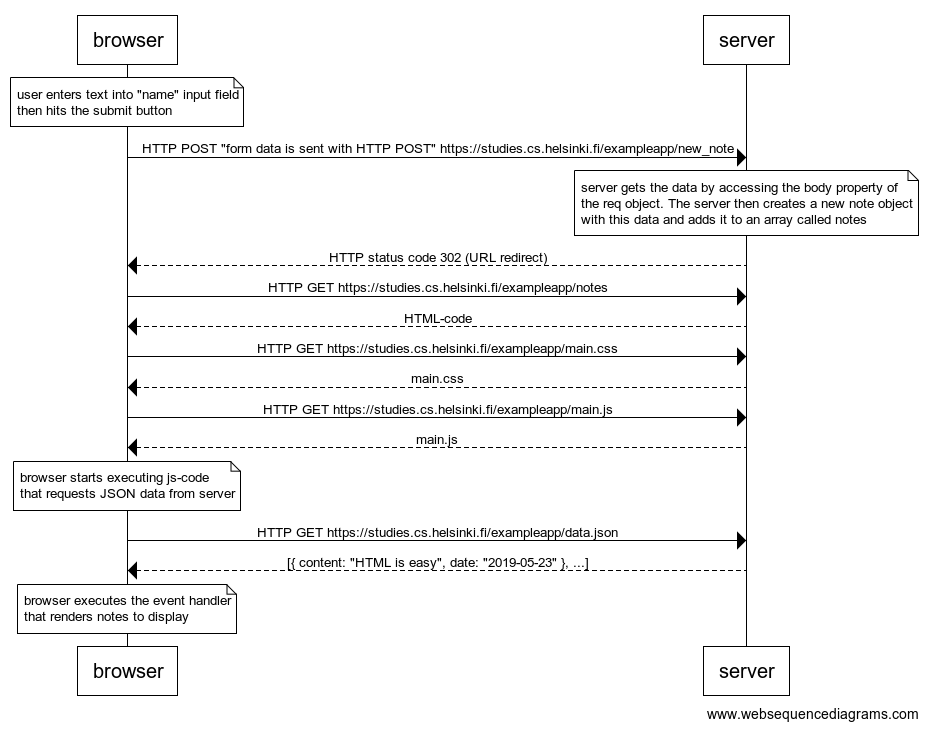 browser
server
user enters text into "name" input field
then hits the submit button
HTTP POST "form data is sent with HTTP POST" https://studies.cs.helsinki.fi/exampleapp/new_note
server gets the data by accessing the body property of
the req object. The server then creates a new note object
with this data and adds it to an array called notes
HTTP status code 302 (URL redirect)
HTTP GET https://studies.cs.helsinki.fi/exampleapp/notes
HTML-code
HTTP GET https://studies.cs.helsinki.fi/exampleapp/main.css
main.css
HTTP GET https://studies.cs.helsinki.fi/exampleapp/main.js
main.js
browser starts executing js-code
that requests JSON data from server
HTTP GET https://studies.cs.helsinki.fi/exampleapp/data.json
[{ content: "HTML is easy", date: "2019-05-23" }, ...]
browser executes the event handler
that renders notes to display
browser
server
www.websequencediagrams.com